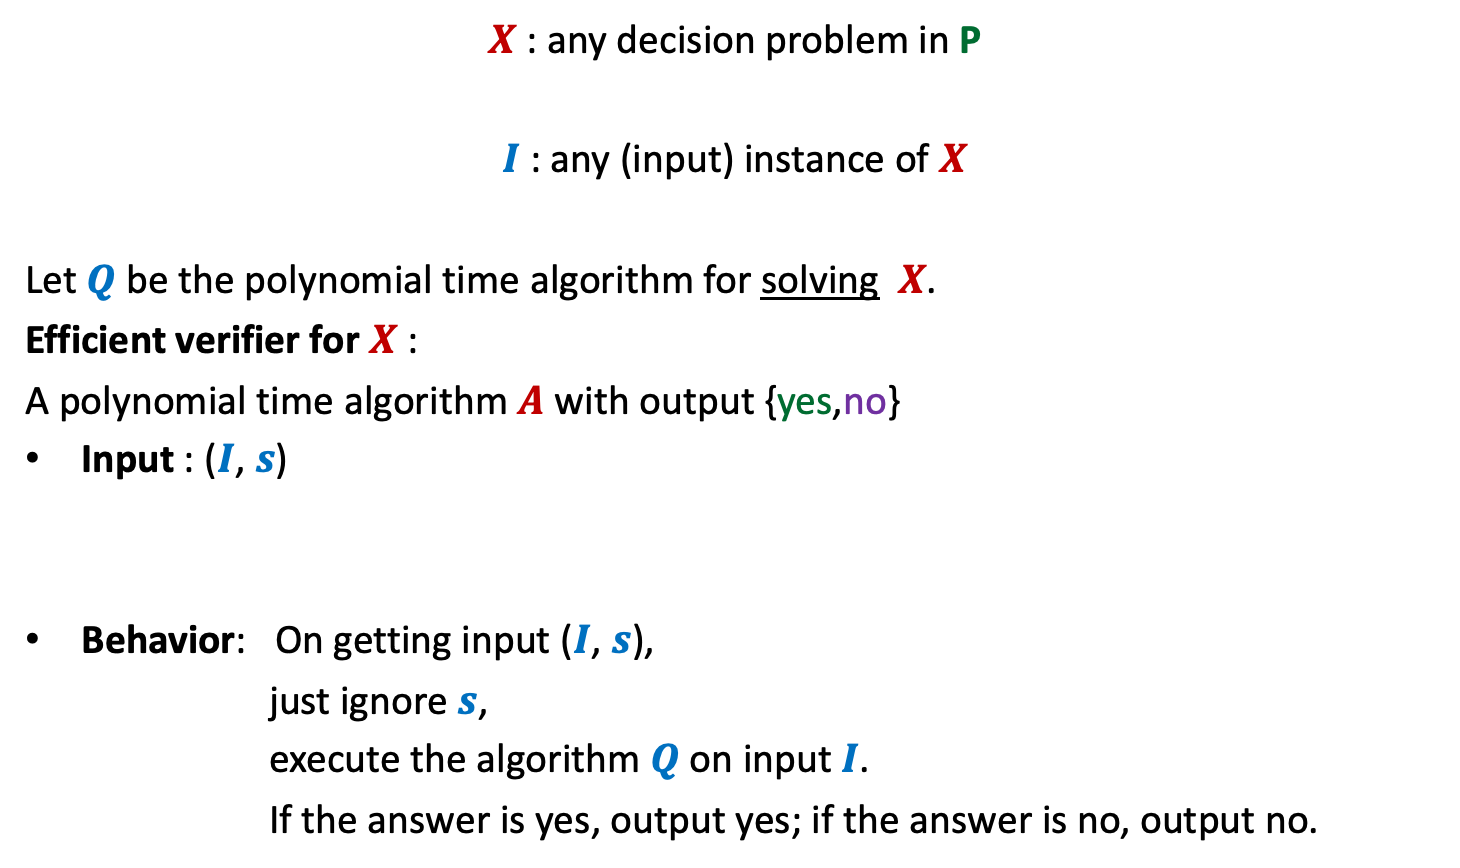 X : any decision problem in P
I : any (input) instance of X
Let Q be the polynomial time algorithm for solving X.
Efficient verifier for X :
A polynomial time algorithm A with output {yes,no}
• Input : (I, s)
• Behavior: On getting input (I, s),
just ignore s,
execute the algorithm Q on input I.
If the answer is yes, output yes; if the answer is no, output no.